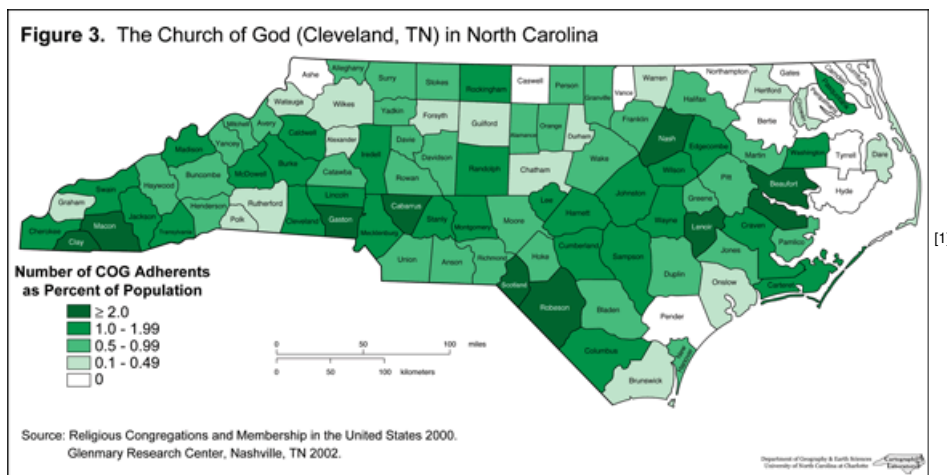 Figure 3. The Church of God (Cleveland, TN) in North Carolina
Ashe
Alleghany
Surry
Stokes
Rockingham
Caswell
Person
Granville
Vance
Warren
Northampton
Gates
Camden
Currituck
Hertford
Halifax
Bertie
Watauga
Wilkes
Yadkin
Forsyth
Guilford
Alamance
Orange
Durham
Franklin
Nash
Edgecombe
Martin
Washington
Tyrrell
Dare
Mitchell
Avery
Yancey
Caldwell
Alexander
Iredell
Davie
Davidson
Randolph
Chatham
Wake
Wilson
Pitt
Beaufort
Hyde
Madison
Buncombe
McDowell
Burke
Catawba
Rowan
Lee
Johnston
Greene
Swain
Haywood
Graham
Jackson
Henderson
Polk
Rutherford
Cleveland
Lincoln
Gaston
Cabarrus
Stanly
Montgomery
Moore
Harnett
Wayne
Lenoir
Craven
Pamlico
Cherokee
Clay
Macon
Transylvania
Mecklenburg
Union
Anson
Richmond
Hoke
Cumberland
Sampson
Duplin
Jones
Onslow
Carteret
Scotland
Robeson
Bladen
Pender
Columbus
Brunswick
New Hanover
[1]
Number of COG Adherents
as Percent of Population
≥ 2.0
1.0 - 1.99
0.5 - 0.99
0.1 - 0.49
0
0 50 100 miles
0 50 100 kilometers
Source: Religious Congregations and Membership in the United States 2000.
Glenmary Research Center, Nashville, TN 2002.
Department of Geography & Earth Sciences
University of North Carolina at Charlotte